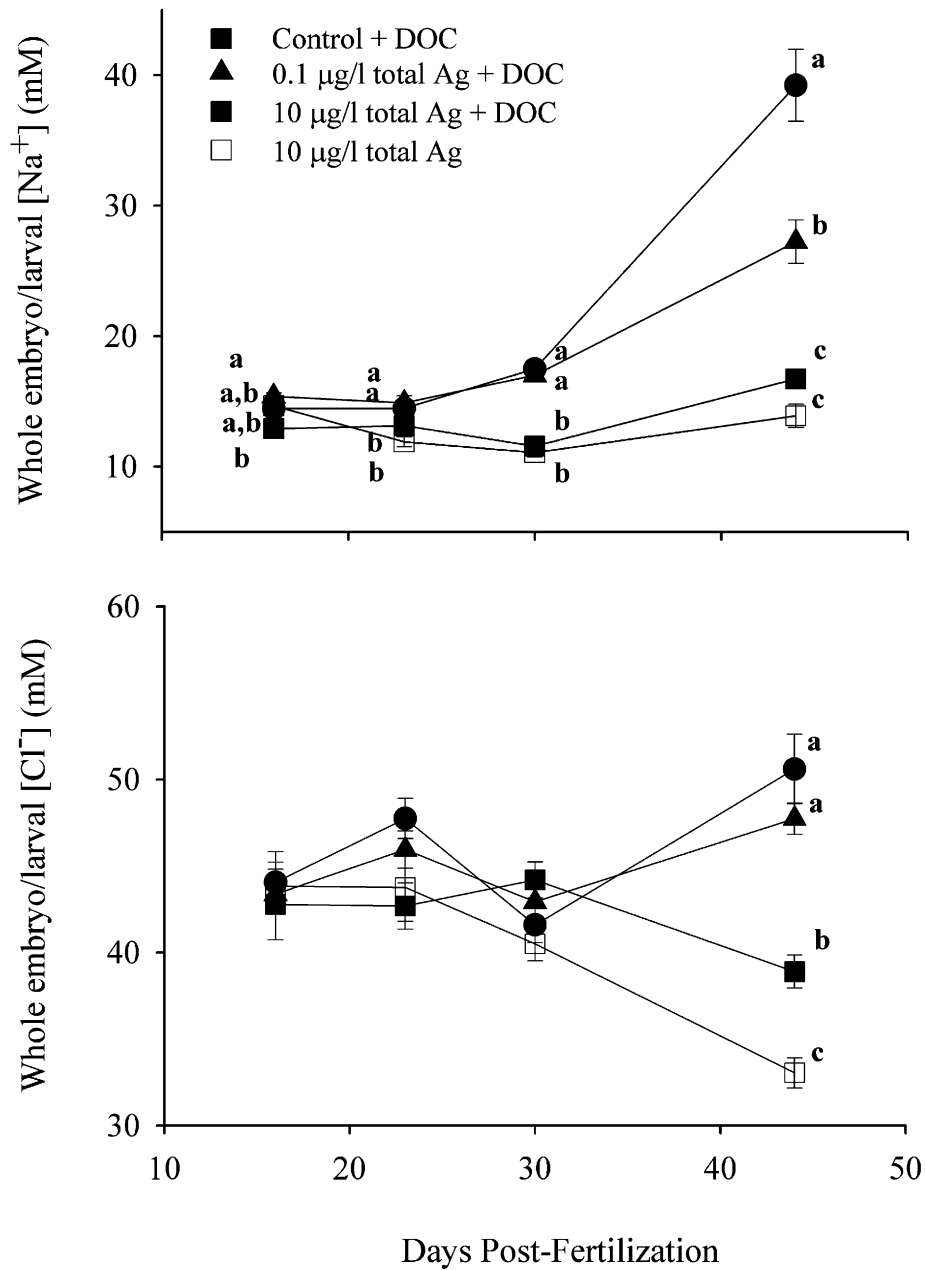 Whole embryo/larval [Na+] (mM)
40
30
20
10
Control + DOC
0.1 µg/l total Ag + DOC
10 µg/l total Ag + DOC
10 µg/l total Ag
a
a,b
a,b
b
a
a
b
b
a
a
b
b
a
b
c
c
Whole embryo/larval [Cl-] (mM)
60
50
40
30
a
a
b
c
10
20
30
40
50
Days Post-Fertilization